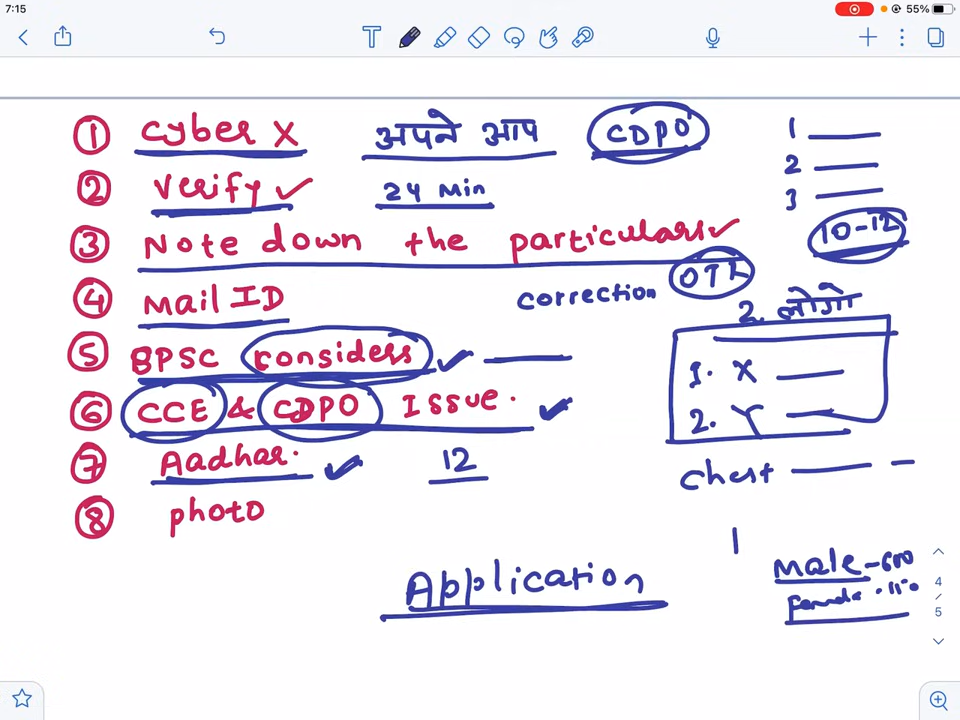 7:15 55%
T
① Cyber X अपने आप CDPO
1
2
3
② Verify ✓ 24 Min
10-12
③ Note down the particulars ✓
④ Mail ID correction OTR
2.
⑤ BPSC considers ✓
1. X
2. Y
⑥ CCE & CDPO Issue. ✓
⑦ Aadhar. ✓ 12
Chest
⑧ photo
1
Application
Male - 600
Female
4
/
5